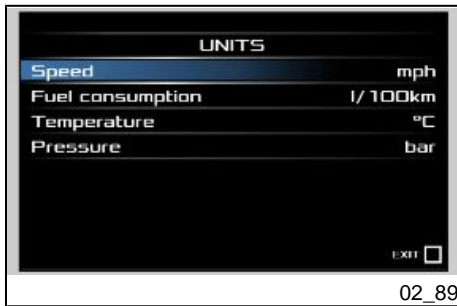 UNITS
Speed mph
Fuel consumption l/100km
Temperature °C
Pressure bar
EXIT
02_89